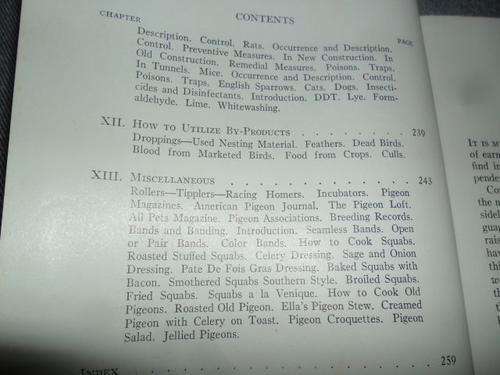 CHAPTER CONTENTS PAGE
Description. Control. Rats. Occurrence and Description.
Control. Preventive Measures. In New Construction. In
Old Construction. Remedial Measures. Poisons. Traps.
In Tunnels. Mice. Occurrence and Description. Control.
Poisons. Traps. English Sparrows. Cats. Dogs. Insecti-
cides and Disinfectants. Introduction. DDT. Lye. Form-
aldehyde. Lime. Whitewashing.
XII. HOW TO UTILIZE BY-PRODUCTS . . . . . . . . 239
Droppings—Used Nesting Material. Feathers. Dead Birds.
Blood from Marketed Birds. Food from Crops. Culls.
XIII. MISCELLANEOUS . . . . . . . . . . . . 243
Rollers—Tipplers—Racing Homers. Incubators. Pigeon
Magazines. American Pigeon Journal. The Pigeon Loft.
All Pets Magazine. Pigeon Associations. Breeding Records.
Bands and Banding. Introduction. Seamless Bands. Open
or Pair Bands. Color Bands. How to Cook Squabs.
Roasted Stuffed Squabs. Celery Dressing. Sage and Onion
Dressing. Pate De Fois Gras Dressing. Baked Squabs with
Bacon. Smothered Squabs Southern Style. Broiled Squabs.
Fried Squabs. Squabs a la Venique. How to Cook Old
Pigeons. Roasted Old Pigeon. Ella's Pigeon Stew. Creamed
Pigeon with Celery on Toast. Pigeon Croquettes. Pigeon
Salad. Jellied Pigeons.
INDEX . . . . . . . . . . . . . . . 259
IT IS
of earn
find in